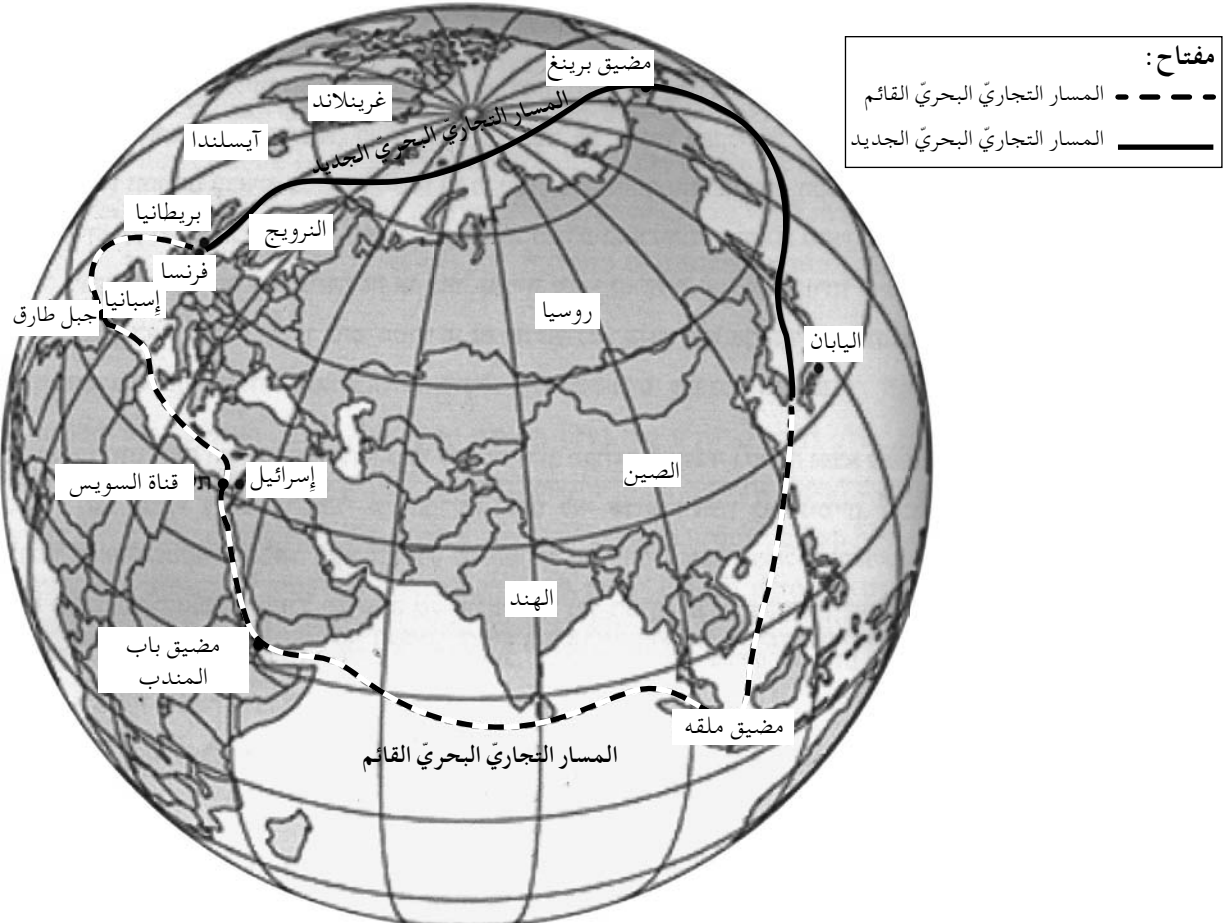 مفتاح:
المسار التجاريّ البحريّ القائم
المسار التجاريّ البحريّ الجديد
مضيق برينغ
غرينلاند
المسار التجاريّ البحريّ الجديد
آيسلندا
بريطانيا
النرويج
فرنسا
إسبانيا
جبل طارق
روسيا
اليابان
الصين
إسرائيل
قناة السويس
الهند
مضيق باب
المندب
مضيق ملقه
المسار التجاريّ البحريّ القائم